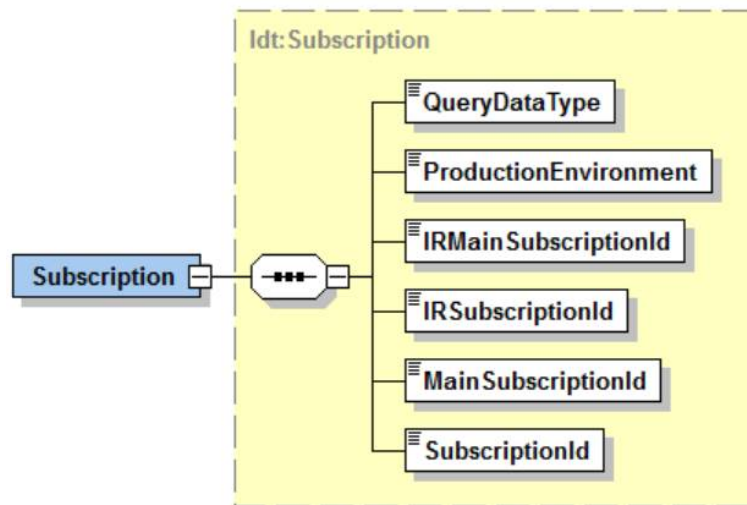 ldt:Subscription
QueryDataType
ProductionEnvironment
IRMainSubscriptionId
Subscription
IRSubscriptionId
MainSubscriptionId
SubscriptionId